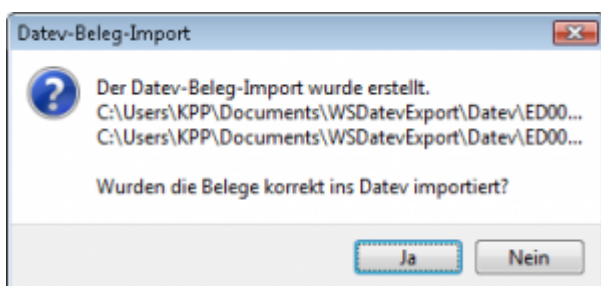 Datev-Beleg-Import
Der Datev-Beleg-Import wurde erstellt.
C:\Users\KPP\Documents\WSDatevExport\Datev\ED00...
C:\Users\KPP\Documents\WSDatevExport\Datev\ED00...
Wurden die Belege korrekt ins Datev importiert?
Ja
Nein